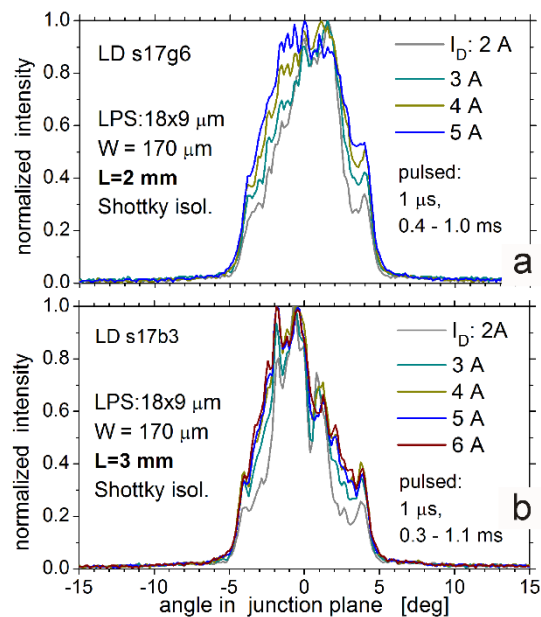 LD s17g6
LPS:18x9 μm
W = 170 μm
L=2 mm
Shottky isol.
I_D: 2 A
3 A
4 A
5 A
pulsed:
1 μs,
0.4 - 1.0 ms
a
normalized intensity
1.0
0.8
0.6
0.4
0.2
0.0
LD s17b3
LPS:18x9 μm
W = 170 μm
L=3 mm
Shottky isol.
I_D: 2A
3 A
4 A
5 A
6 A
pulsed:
1 μs,
0.3 - 1.1 ms
b
normalized intensity
1.0
0.8
0.6
0.4
0.2
0.0
-15 -10 -5 0 5 10 15
angle in junction plane [deg]